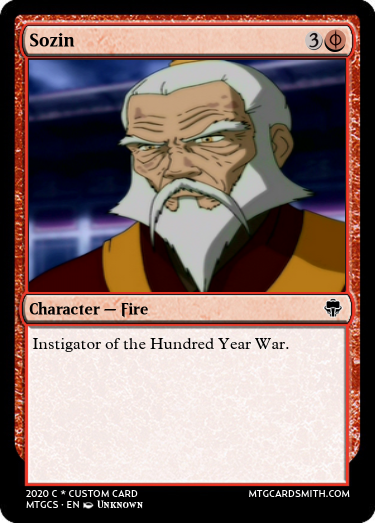 Sozin 3
Character — Fire
Instigator of the Hundred Year War.
2020 C * CUSTOM CARD
MTGCARDSMITH.COM
MTGCS · EN Unknown